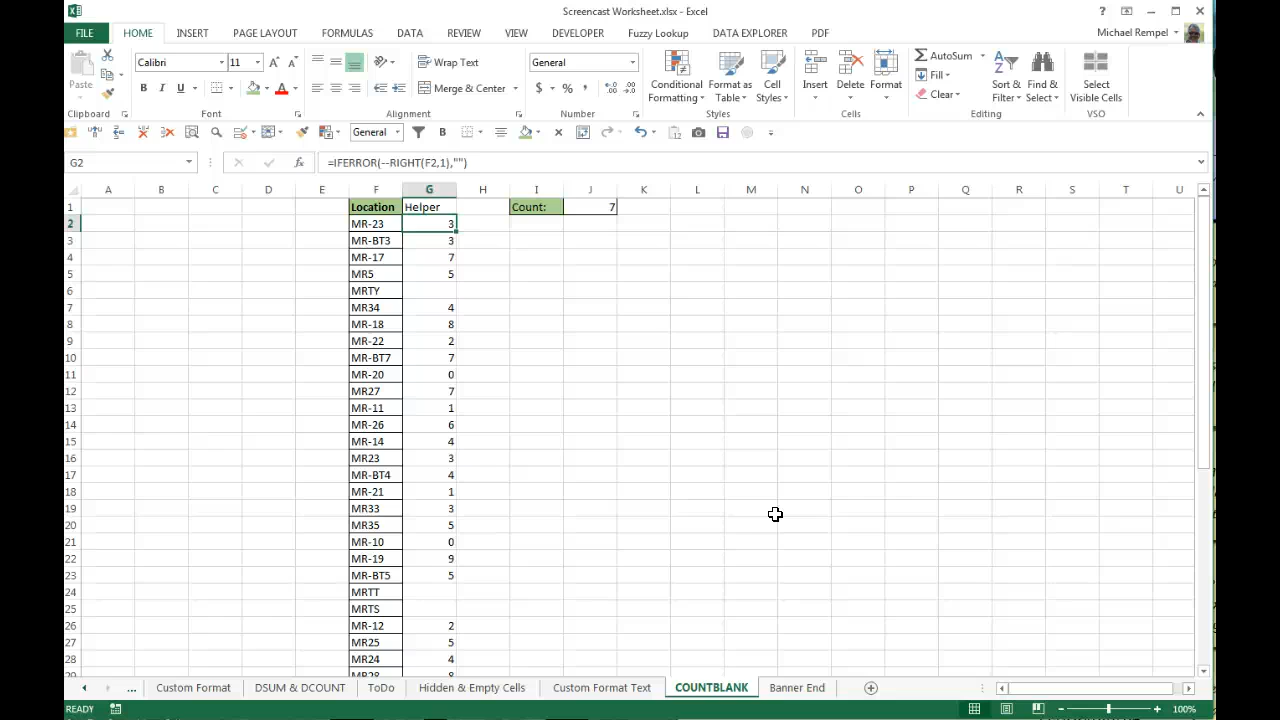 Screencast Worksheet.xlsx - Excel
FILE HOME INSERT PAGE LAYOUT FORMULAS DATA REVIEW VIEW DEVELOPER Fuzzy Lookup DATA EXPLORER PDF Michael Rempel
Calibri 11 Wrap Text General AutoSum
Paste Conditional Format as Cell Insert Delete Format Fill Sort & Find & Select
B I U Merge & Center $ % , Formatting Table Styles Clear Filter Select Visible Cells
Clipboard Font Alignment Number Styles Cells Editing VSO
General B
G2 fx =IFERROR(--RIGHT(F2,1),"")
A B C D E F G H I J K L M N O P Q R S T U
1 Location Helper Count: 7
2 MR-23 3
3 MR-BT3 3
4 MR-17 7
5 MR5 5
6 MRTY
7 MR34 4
8 MR-18 8
9 MR-22 2
10 MR-BT7 7
11 MR-20 0
12 MR27 7
13 MR-11 1
14 MR-26 6
15 MR-14 4
16 MR23 3
17 MR-BT4 4
18 MR-21 1
19 MR33 3
20 MR35 5
21 MR-10 0
22 MR-19 9
23 MR-BT5 5
24 MRTT
25 MRTS
26 MR-12 2
27 MR25 5
28 MR24 4
29 MR28 8
... Custom Format DSUM & DCOUNT ToDo Hidden & Empty Cells Custom Format Text COUNTBLANK Banner End
READY 100%